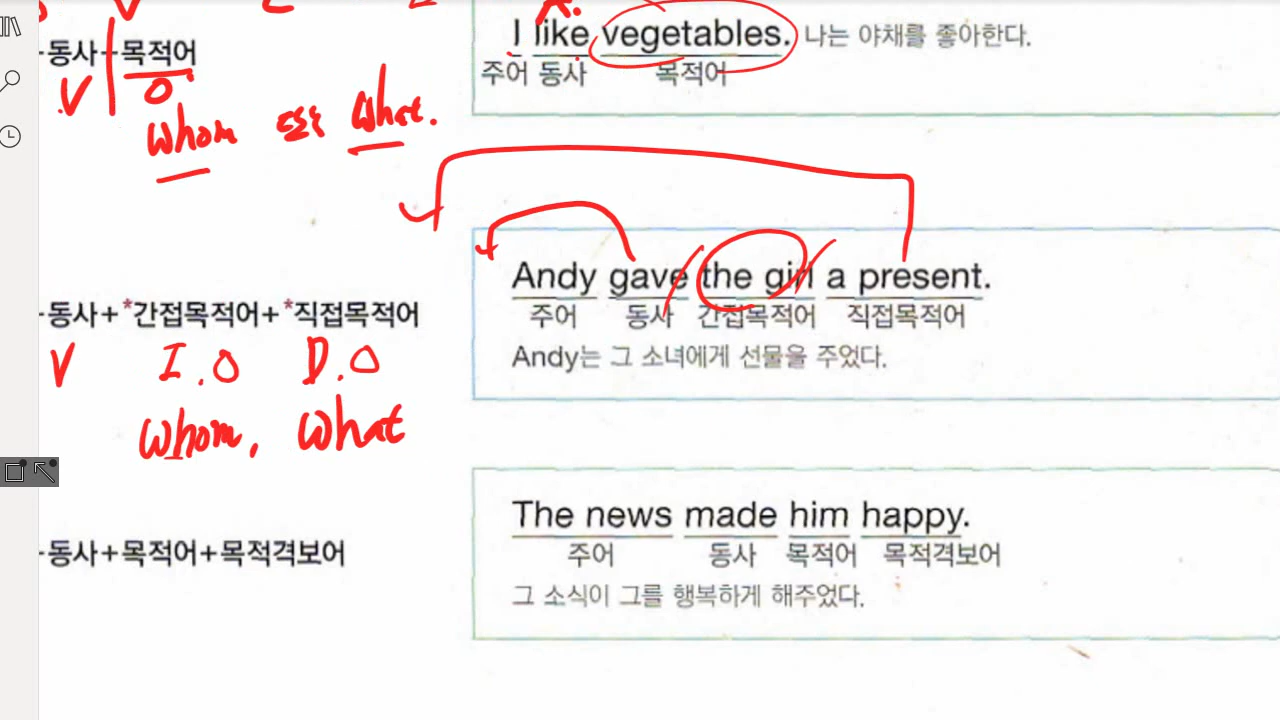 I like vegetables. 나는 야채를 좋아한다.
-동사+목적어
주어 동사 목적어
V O
whom 또는 what.
Andy gave the girl a present.
-동사+*간접목적어+*직접목적어
주어 동사 간접목적어 직접목적어
Andy는 그 소녀에게 선물을 주었다.
V I.O D.O
whom, what
The news made him happy.
-동사+목적어+목적격보어
주어 동사 목적어 목적격보어
그 소식이 그를 행복하게 해주었다.